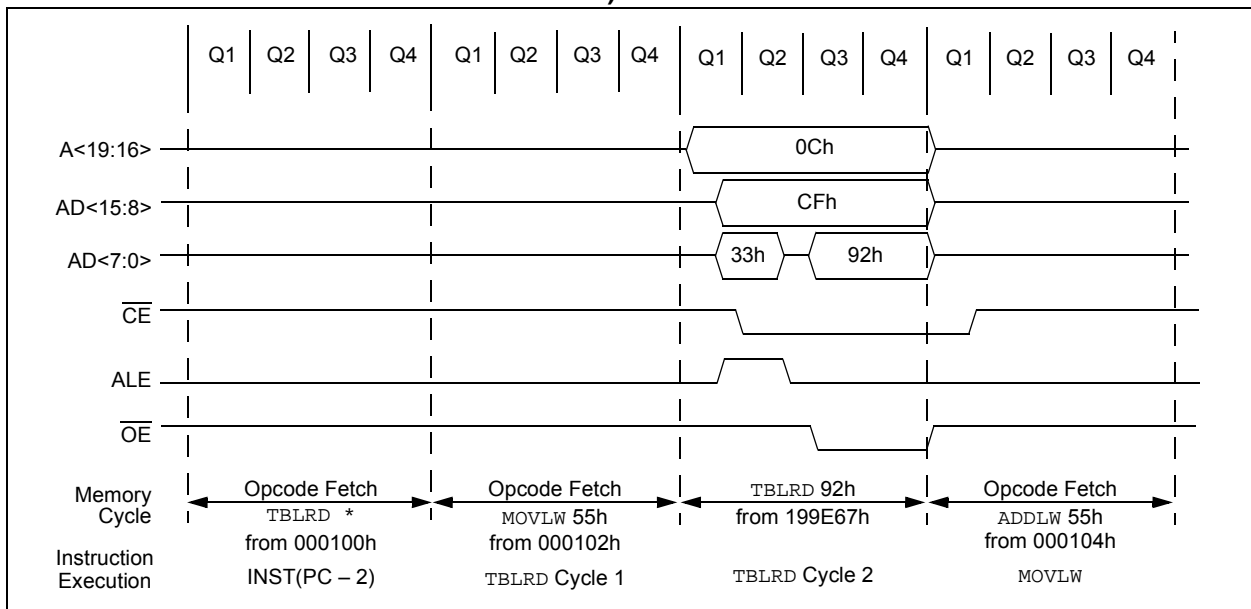 )
Q1 Q2 Q3 Q4 Q1 Q2 Q3 Q4 Q1 Q2 Q3 Q4 Q1 Q2 Q3 Q4
A<19:16> 0Ch
AD<15:8> CFh
AD<7:0> 33h 92h
CE
ALE
OE
Memory Cycle
Opcode Fetch
TBLRD *
from 000100h
Opcode Fetch
MOVLW 55h
from 000102h
TBLRD 92h
from 199E67h
Opcode Fetch
ADDLW 55h
from 000104h
Instruction Execution
INST(PC – 2)
TBLRD Cycle 1
TBLRD Cycle 2
MOVLW